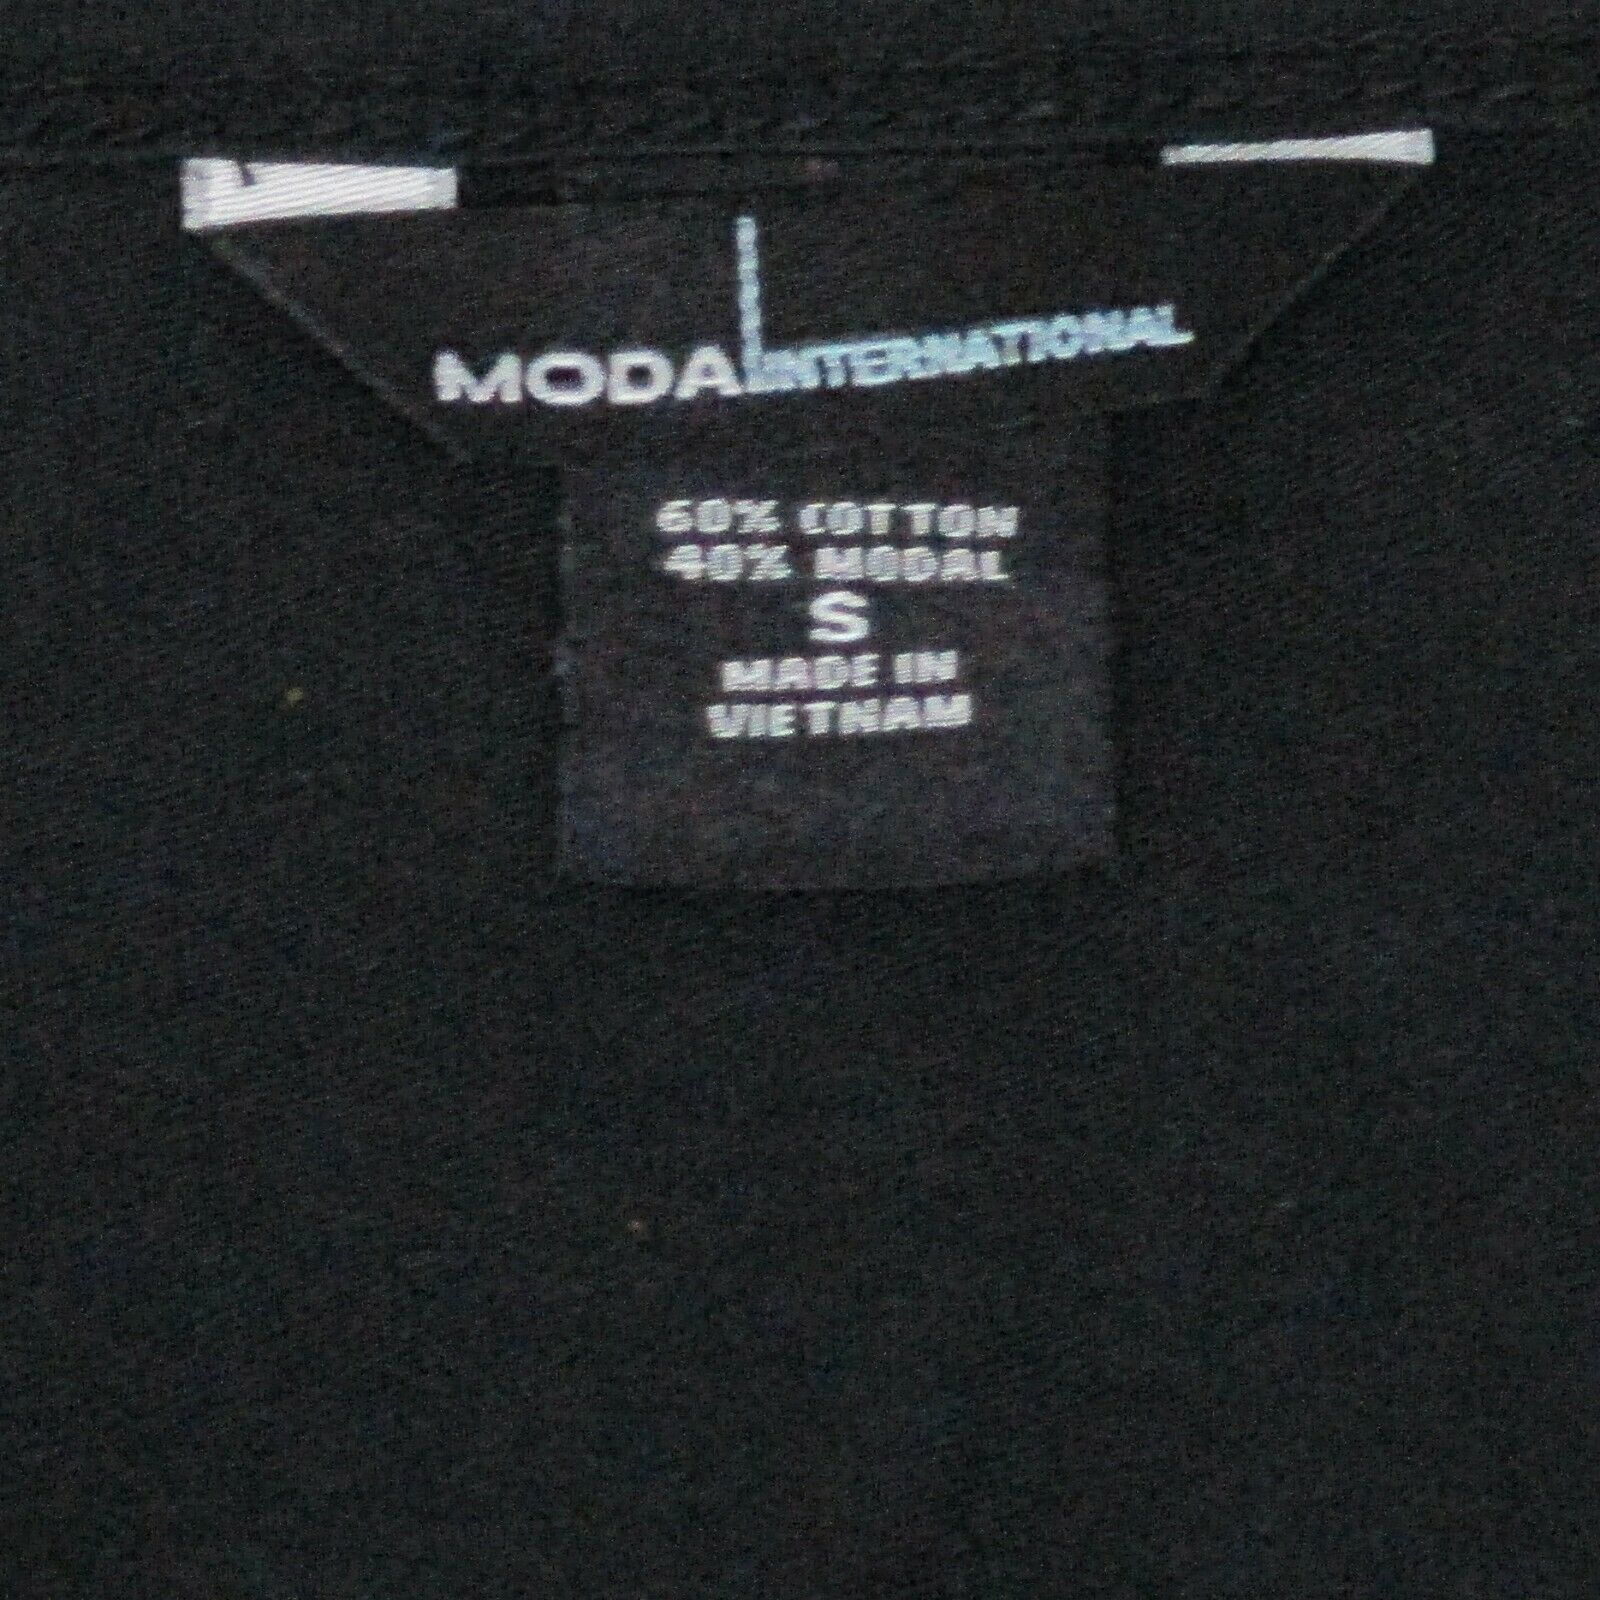 MODA INTERNATIONAL
60% COTTON
40% MODAL
S
MADE IN
VIETNAM